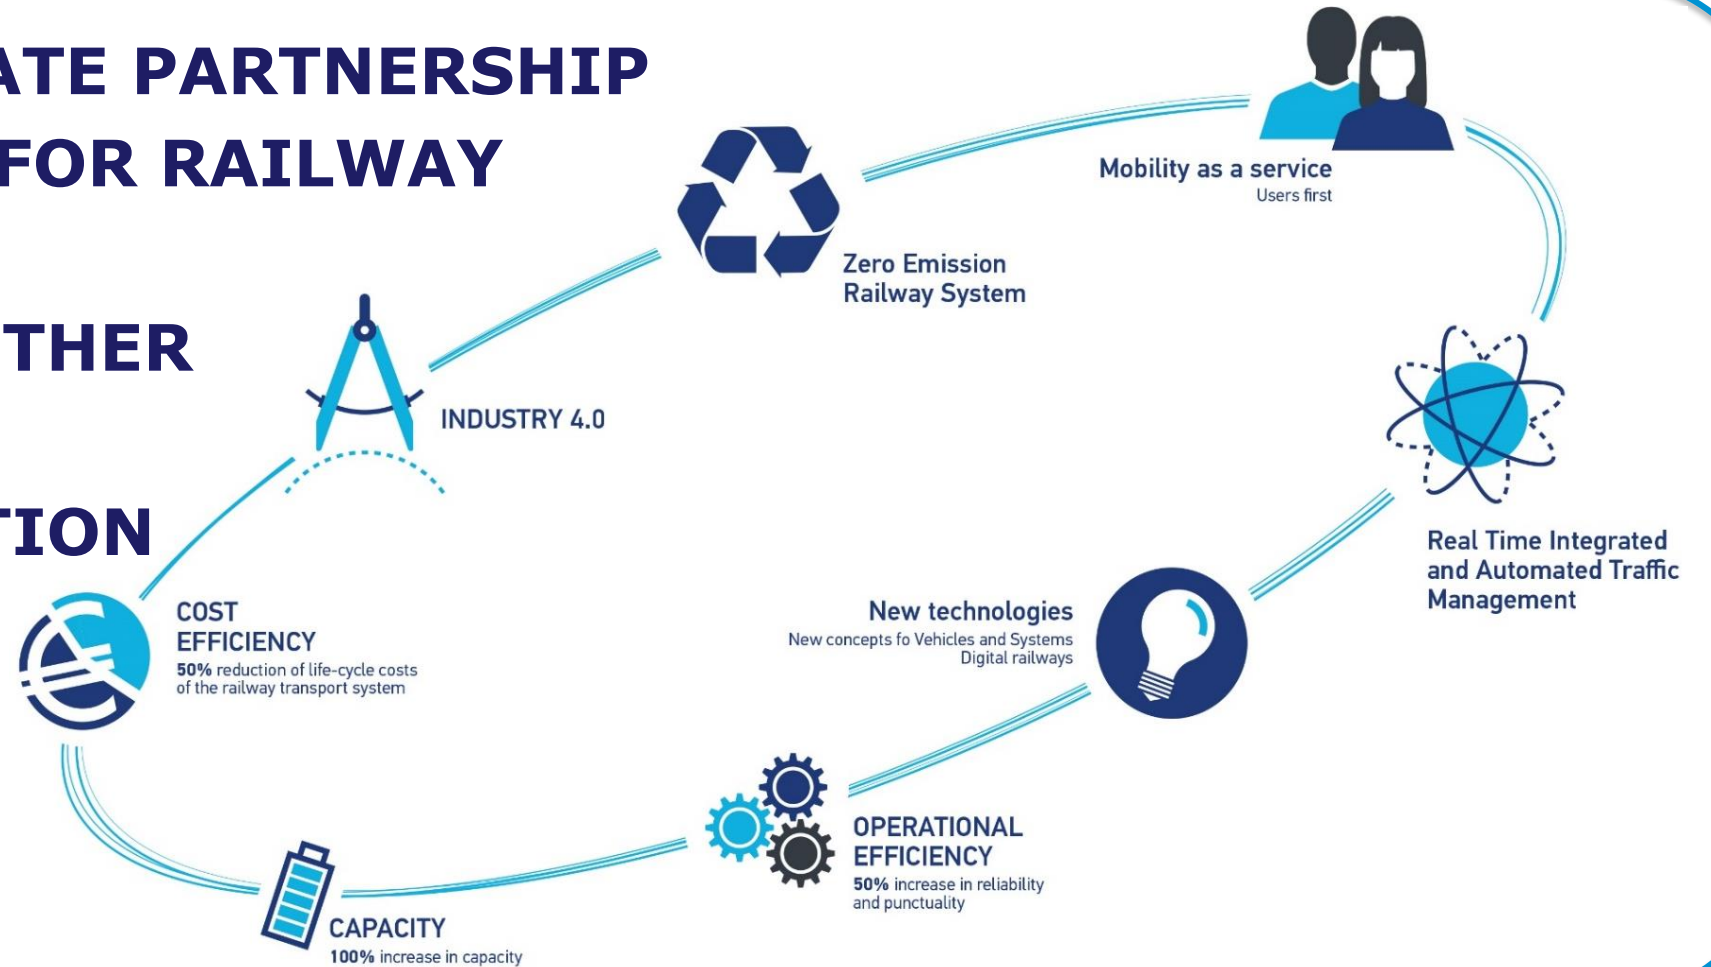 ATE PARTNERSHIP
FOR RAILWAY
THER
TION
Mobility as a service
Users first
Zero Emission
Railway System
INDUSTRY 4.0
Real Time Integrated
and Automated Traffic
Management
COST
EFFICIENCY
50% reduction of life-cycle costs
of the railway transport system
New technologies
New concepts fo Vehicles and Systems
Digital railways
OPERATIONAL
EFFICIENCY
50% increase in reliability
and punctuality
CAPACITY
100% increase in capacity